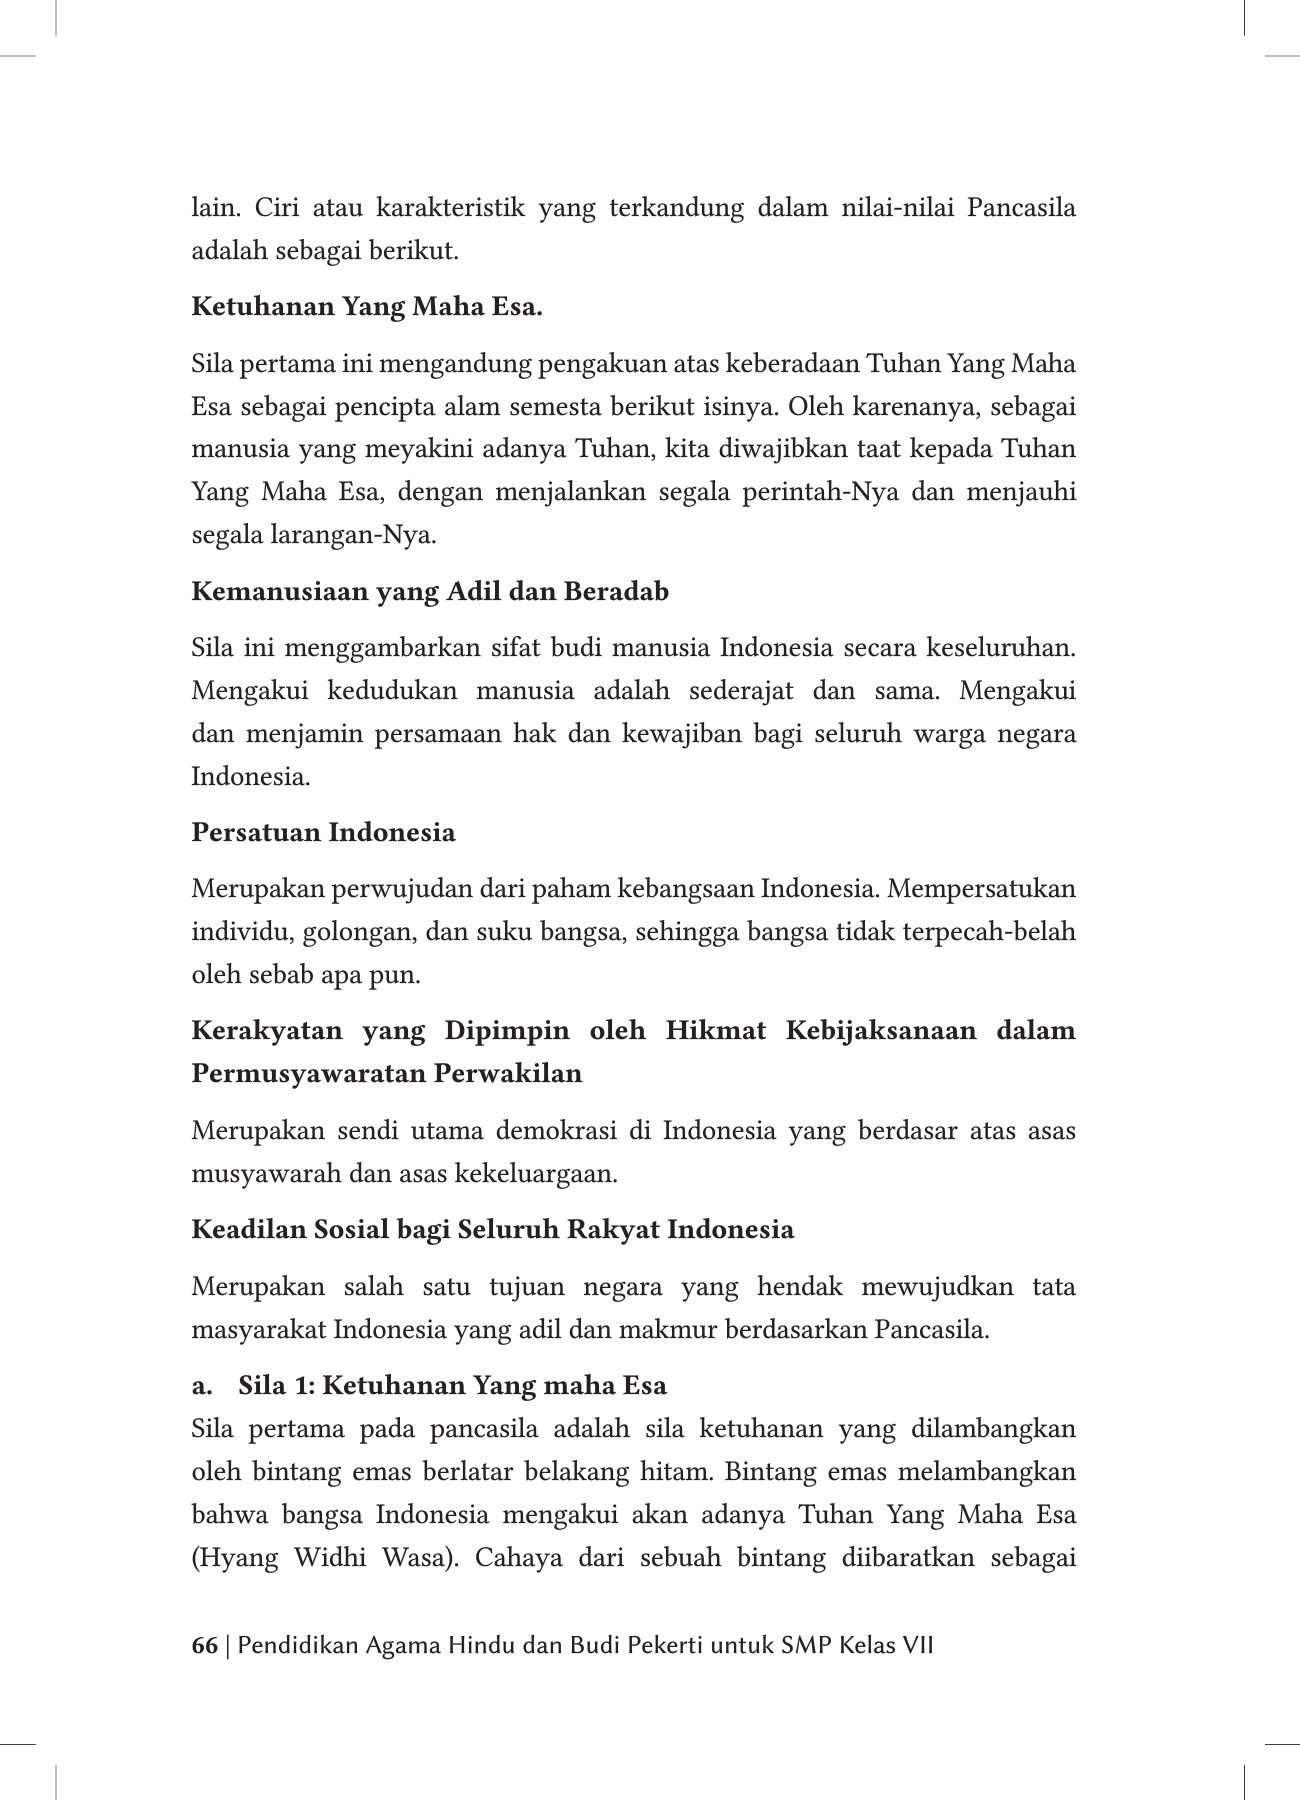 lain. Ciri atau karakteristik yang terkandung dalam nilai-nilai Pancasila
adalah sebagai berikut.
Ketuhanan Yang Maha Esa.
Sila pertama ini mengandung pengakuan atas keberadaan Tuhan Yang Maha
Esa sebagai pencipta alam semesta berikut isinya. Oleh karenanya, sebagai
manusia yang meyakini adanya Tuhan, kita diwajibkan taat kepada Tuhan
Yang Maha Esa, dengan menjalankan segala perintah-Nya dan menjauhi
segala larangan-Nya.
Kemanusiaan yang Adil dan Beradab
Sila ini menggambarkan sifat budi manusia Indonesia secara keseluruhan.
Mengakui kedudukan manusia adalah sederajat dan sama. Mengakui
dan menjamin persamaan hak dan kewajiban bagi seluruh warga negara
Indonesia.
Persatuan Indonesia
Merupakan perwujudan dari paham kebangsaan Indonesia. Mempersatukan
individu, golongan, dan suku bangsa, sehingga bangsa tidak terpecah-belah
oleh sebab apa pun.
Kerakyatan yang Dipimpin oleh Hikmat Kebijaksanaan dalam
Permusyawaratan Perwakilan
Merupakan sendi utama demokrasi di Indonesia yang berdasar atas asas
musyawarah dan asas kekeluargaan.
Keadilan Sosial bagi Seluruh Rakyat Indonesia
Merupakan salah satu tujuan negara yang hendak mewujudkan tata
masyarakat Indonesia yang adil dan makmur berdasarkan Pancasila.
a. Sila 1: Ketuhanan Yang maha Esa
Sila pertama pada pancasila adalah sila ketuhanan yang dilambangkan
oleh bintang emas berlatar belakang hitam. Bintang emas melambangkan
bahwa bangsa Indonesia mengakui akan adanya Tuhan Yang Maha Esa
(Hyang Widhi Wasa). Cahaya dari sebuah bintang diibaratkan sebagai
66 | Pendidikan Agama Hindu dan Budi Pekerti untuk SMP Kelas VII